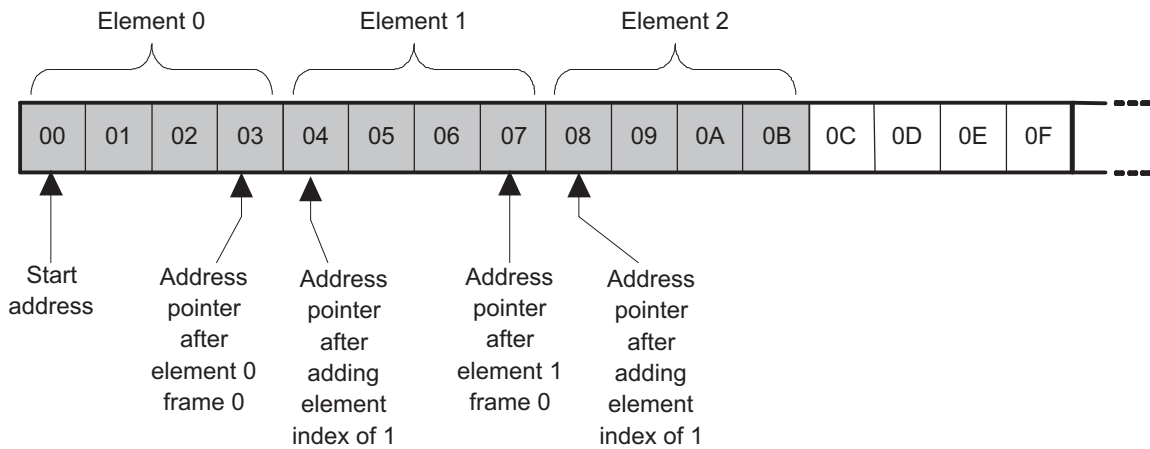 Element 0
Element 1
Element 2
00 01 02 03 04 05 06 07 08 09 0A 0B 0C 0D 0E 0F
Start
address
Address
pointer
after
element 0
frame 0
Address
pointer
after
adding
element
index of 1
Address
pointer
after
element 1
frame 0
Address
pointer
after
adding
element
index of 1